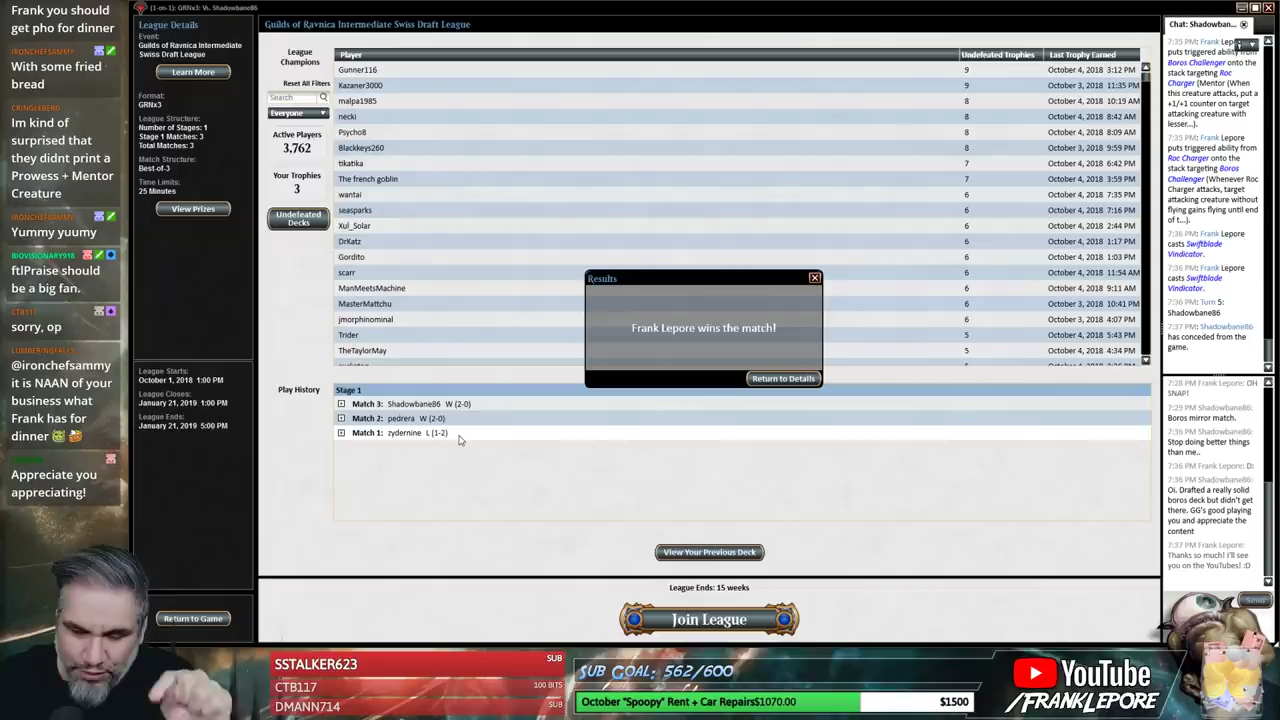 Frank you should
get pho for dinner
IRONCHEFSAMMY
With some fried
bread
CRINGLEBERG
Im kind of
surprised that
they didnt print a
Prowess + Mentor
Creature
IRONCHEFSAMMY
Yummy yuumy
BIOVISIONARY918
ftlPraise should
be a big fan.
CTB117
sorry, op
LUMBERINGFALLS
@ironchefsammy
it is NAAN of your
business what
Frank has for
dinner
Appreciate you
appreciating!
(1-on-1): GRNx3: Vs. Shadowbane86
League Details
Event:
Guilds of Ravnica Intermediate
Swiss Draft League
Learn More
Format:
GRNx3
League Structure:
Number of Stages: 1
Stage 1 Matches: 3
Total Matches: 3
Match Structure:
Best-of-3
Time Limits:
25 Minutes
View Prizes
League Starts:
October 1, 2018 1:00 PM
League Closes:
January 21, 2019 1:00 PM
League Ends:
January 21, 2019 5:00 PM
Return to Game
Guilds of Ravnica Intermediate Swiss Draft League
League
Champions
Reset All Filters
Search
Everyone
Active Players
3,762
Your Trophies
3
Undefeated
Decks
Player Undefeated Trophies Last Trophy Earned
Gunner116 9 October 4, 2018 3:12 PM
Kazaner3000 9 October 3, 2018 11:35 PM
malpa1985 8 October 4, 2018 10:19 AM
necki 8 October 4, 2018 8:42 AM
Psycho8 8 October 4, 2018 8:09 AM
Blackkeys260 8 October 3, 2018 9:59 PM
tikatika 7 October 4, 2018 6:42 PM
The french goblin 7 October 4, 2018 3:59 PM
wantai 6 October 4, 2018 7:35 PM
seasparks 6 October 4, 2018 7:16 PM
Xul_Solar 6 October 4, 2018 2:44 PM
DrKatz 6 October 4, 2018 1:17 PM
Gordito 6 October 4, 2018 1:03 PM
scarr 6 October 4, 2018 11:54 AM
ManMeetsMachine 6 October 4, 2018 9:11 AM
MasterMattchu 6 October 3, 2018 10:41 PM
jmorphinominal 6 October 4, 2018 4:07 PM
Trider 5 October 4, 2018 5:43 PM
TheTaylorMay 5 October 4, 2018 4:34 PM
Results
Frank Lepore wins the match!
Return to Details
Play History
Stage 1
Match 3: Shadowbane86 W (2-0)
Match 2: pedrera W (2-0)
Match 1: zydernine L (1-2)
View Your Previous Deck
League Ends: 15 weeks
Join League
Chat: Shadowban...
7:35 PM: Frank Lepore
puts triggered ability from
Boros Challenger onto the
stack targeting Roc
Charger (Mentor (When
this creature attacks, put a
+1/+1 counter on target
attacking creature with
lesser...).
7:35 PM: Frank Lepore
puts triggered ability from
Roc Charger onto the
stack targeting Boros
Challenger (Whenever Roc
Charger attacks, target
attacking creature without
flying gains flying until end
of t...).
7:36 PM: Frank Lepore
casts Swiftblade
Vindicator.
7:36 PM: Frank Lepore
casts Swiftblade
Vindicator.
7:36 PM: Turn 5:
Shadowbane86
7:37 PM: Shadowbane86
has conceded from the
game.
7:28 PM Frank Lepore: OH
SNAP!
7:29 PM Shadowbane86:
Boros mirror match.
7:36 PM Shadowbane86:
Stop doing better things
than me..
7:36 PM Frank Lepore: D:
7:36 PM Shadowbane86:
Oi. Drafted a really solid
boros deck but didn't get
there. GG's good playing
you and appreciate the
content
7:37 PM Frank Lepore:
Thanks so much! I'll see
you on the YouTubes! :D
Send
SSTALKER623 SUB
CTB117 100 BITS
DMANN714 SUB
SUB GOAL: 562/600
October "Spoopy" Rent + Car Repairs $1070.00 $1500
YouTube
/FRANKLEPORE